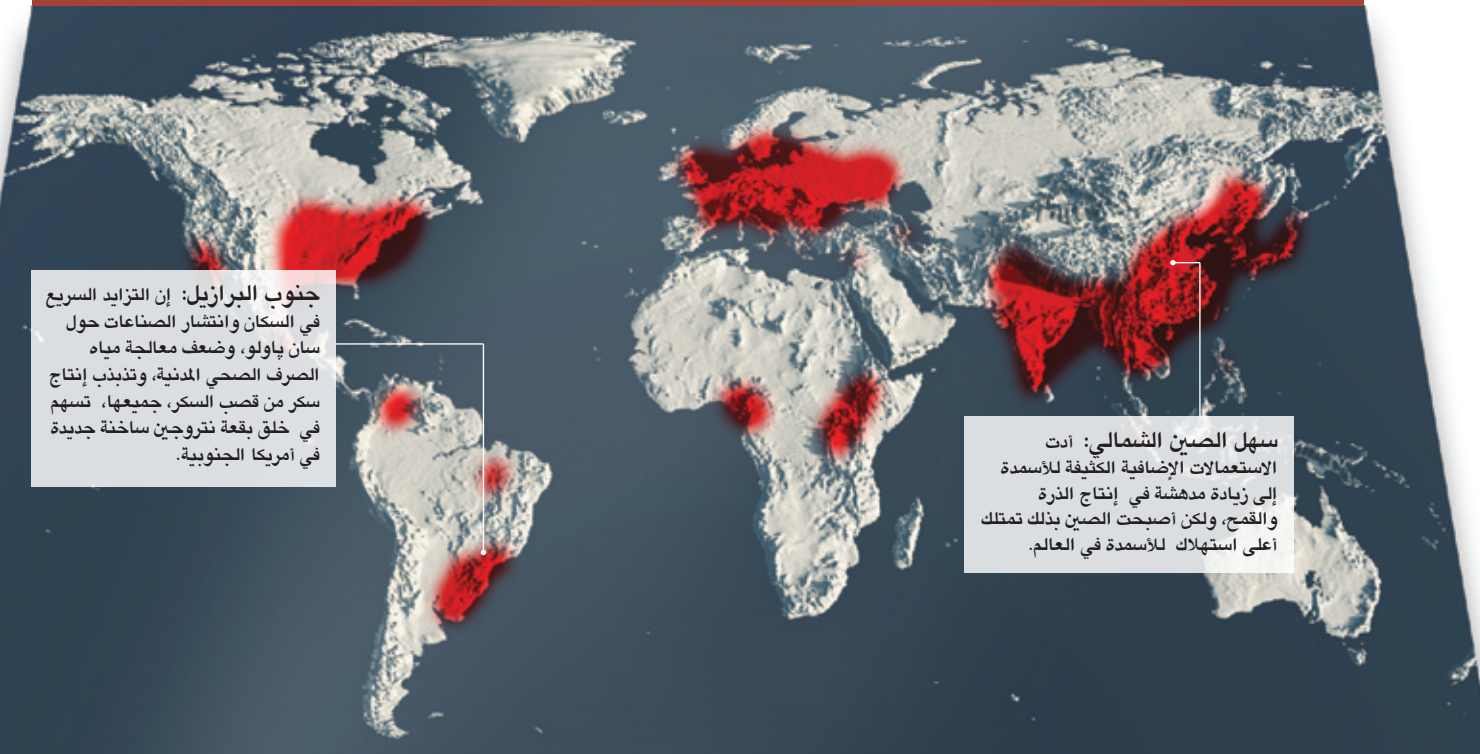 جنوب البرازيل: إن التزايد السريع
في السكان وانتشار الصناعات حول
سان پاولو، وضعف معالجة مياه
الصرف الصحي المدنية، وتذبذب إنتاج
سكر من قصب السكر، جميعها، تسهم
في خلق بقعة نتروجين ساخنة جديدة
في أمريكا الجنوبية.
سهل الصين الشمالي: أدت
الاستعمالات الإضافية الكثيفة للأسمدة
إلى زيادة مدهشة في إنتاج الذرة
والقمح، ولكن أصبحت الصين بذلك تمتلك
أعلى استهلاك للأسمدة في العالم.